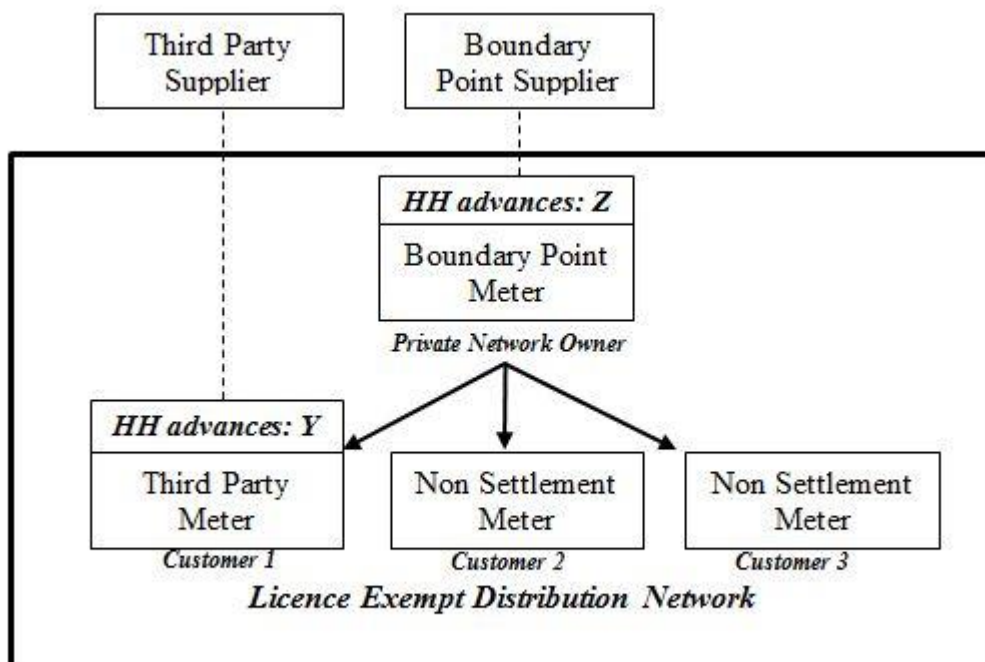 Third Party
Supplier
Boundary
Point Supplier
HH advances: Z
Boundary Point
Meter
Private Network Owner
HH advances: Y
Third Party
Meter
Customer 1
Non Settlement
Meter
Customer 2
Non Settlement
Meter
Customer 3
Licence Exempt Distribution Network